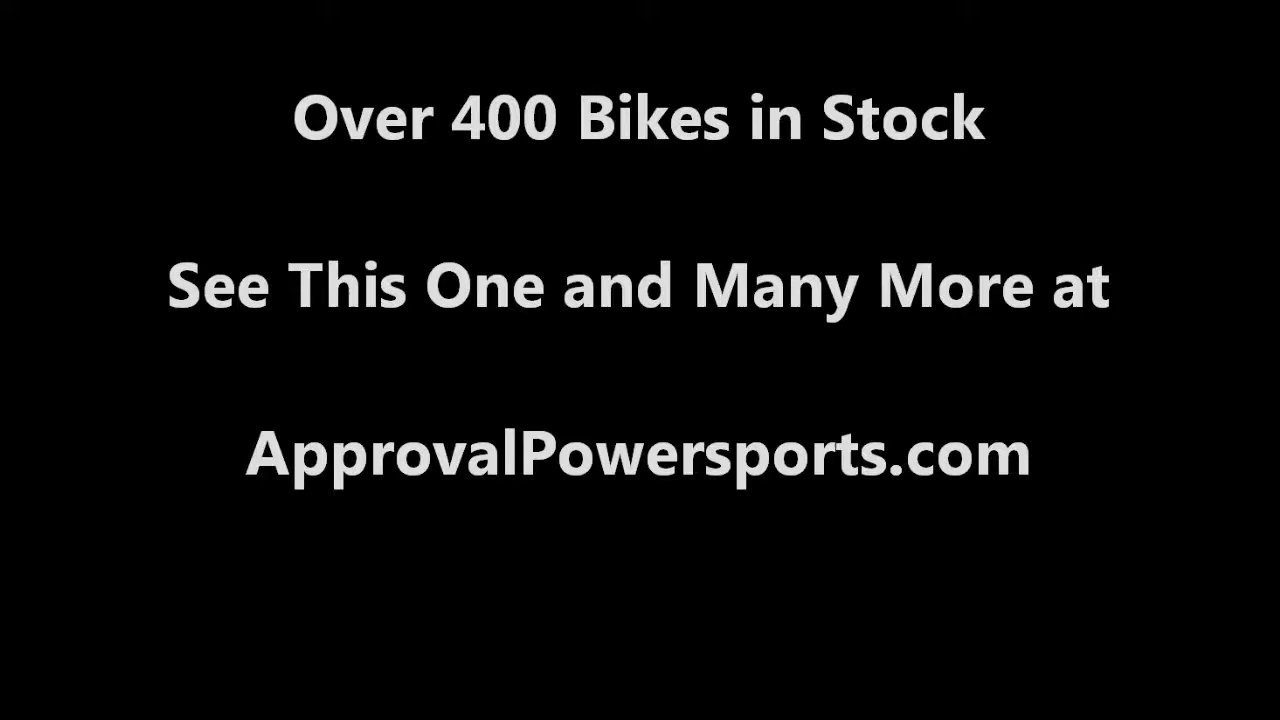 Over 400 Bikes in Stock
See This One and Many More at
ApprovalPowersports.com